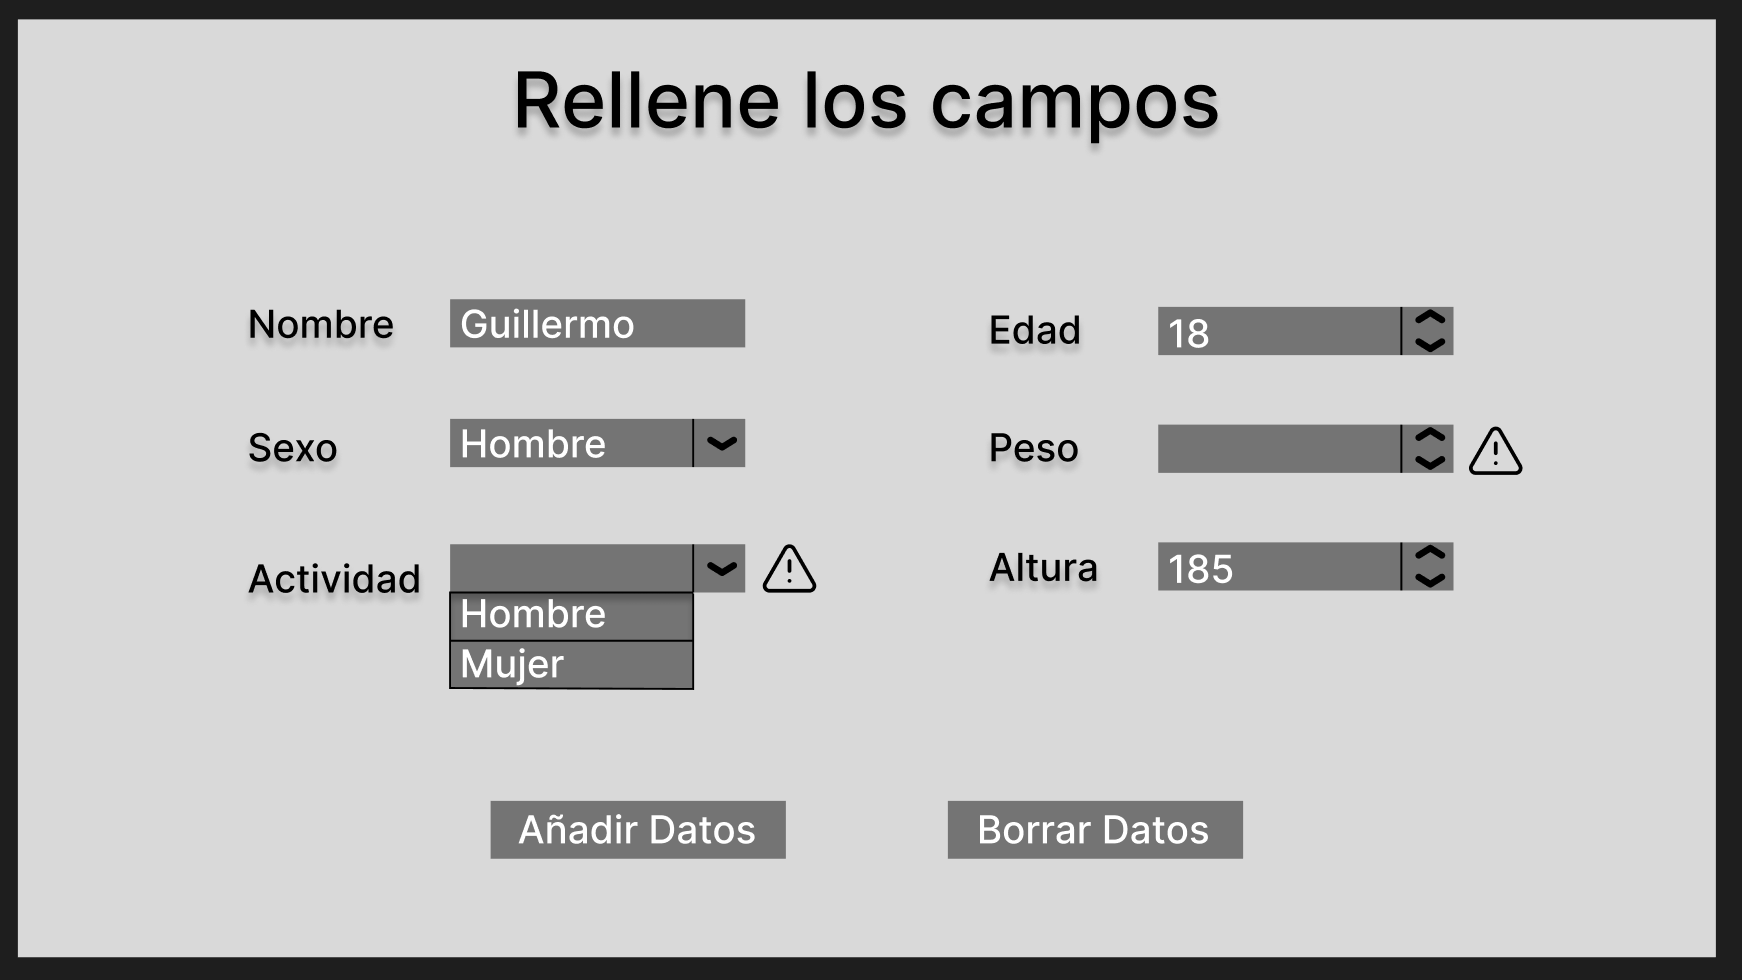 Rellene los campos
Nombre
Guillermo
Edad
18
Sexo
Hombre
Peso
Actividad
Altura
185
Hombre
Mujer
Añadir Datos
Borrar Datos